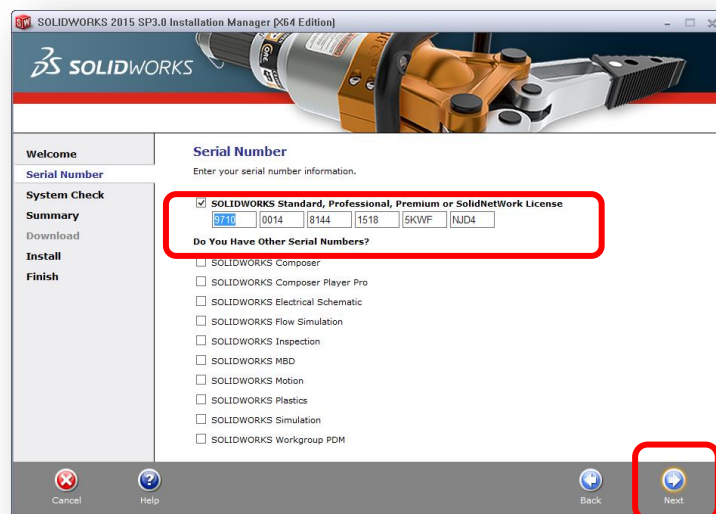 SOLIDWORKS 2015 SP3.0 Installation Manager (X64 Edition)
SOLIDWORKS
Welcome
Serial Number
System Check
Summary
Download
Install
Finish
Serial Number
Enter your serial number information.
SOLIDWORKS Standard, Professional, Premium or SolidNetWork License
9710 0014 8144 1518 5KWF NJD4
Do You Have Other Serial Numbers?
SOLIDWORKS Composer
SOLIDWORKS Composer Player Pro
SOLIDWORKS Electrical Schematic
SOLIDWORKS Flow Simulation
SOLIDWORKS Inspection
SOLIDWORKS MBD
SOLIDWORKS Motion
SOLIDWORKS Plastics
SOLIDWORKS Simulation
SOLIDWORKS Workgroup PDM
Cancel Help Back Next